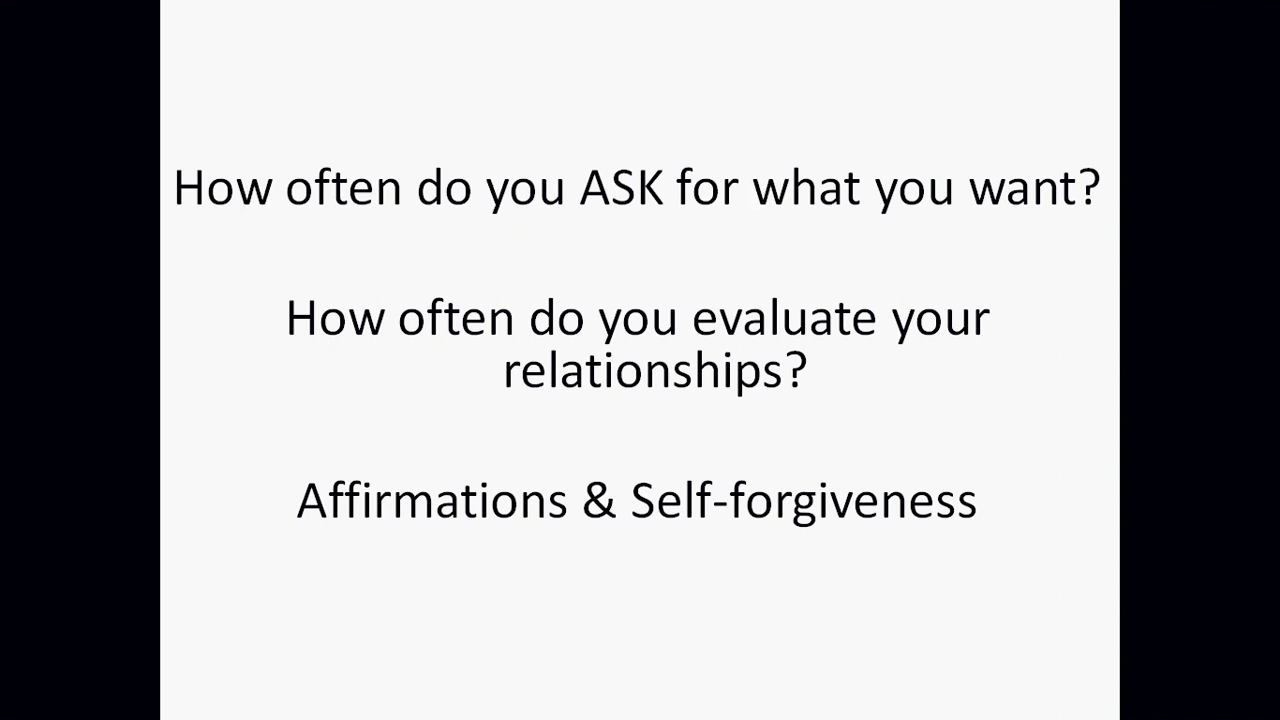 How often do you ASK for what you want?
How often do you evaluate your
relationships?
Affirmations & Self-forgiveness